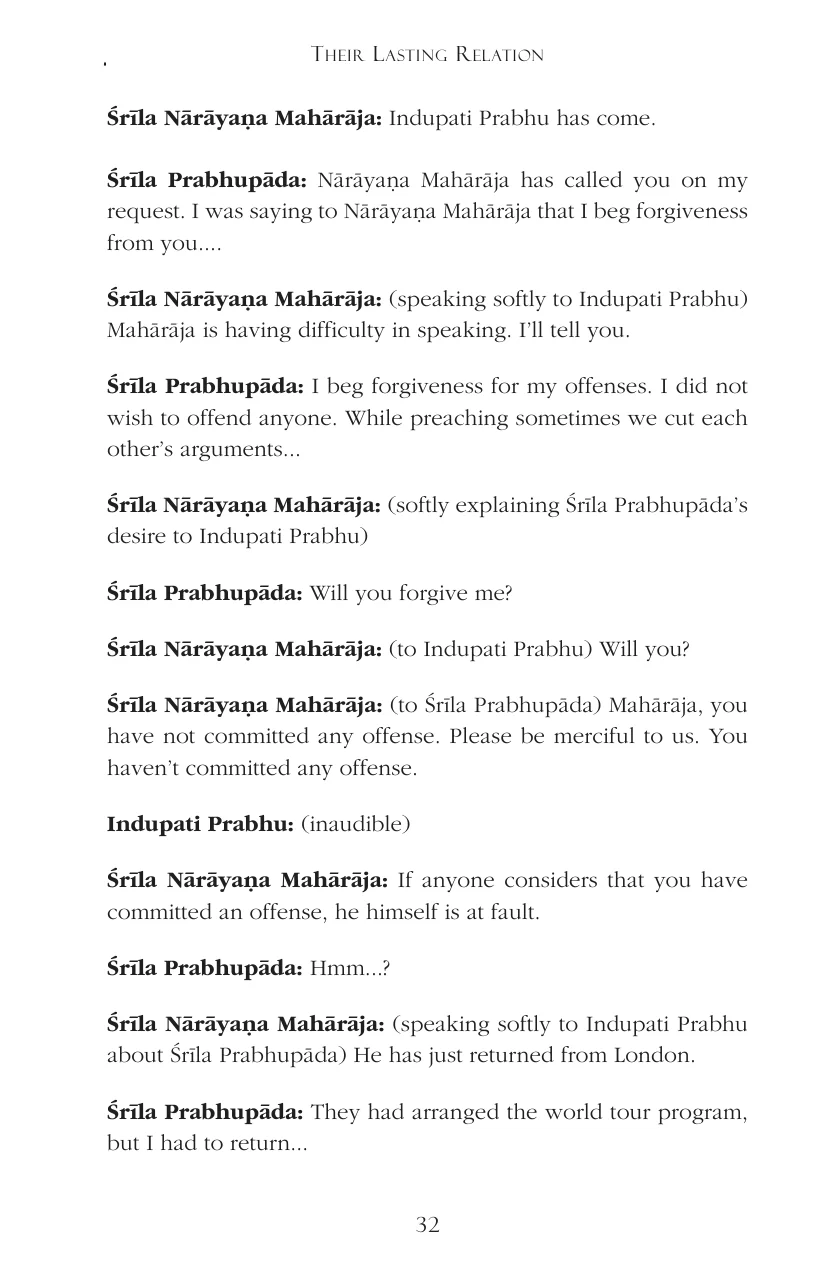 Their Lasting Relation
Śrīla Nārāyaṇa Mahārāja: Indupati Prabhu has come.
Śrīla Prabhupāda: Nārāyaṇa Mahārāja has called you on my
request. I was saying to Nārāyaṇa Mahārāja that I beg forgiveness
from you....
Śrīla Nārāyaṇa Mahārāja: (speaking softly to Indupati Prabhu)
Mahārāja is having difficulty in speaking. I’ll tell you.
Śrīla Prabhupāda: I beg forgiveness for my offenses. I did not
wish to offend anyone. While preaching sometimes we cut each
other’s arguments...
Śrīla Nārāyaṇa Mahārāja: (softly explaining Śrīla Prabhupāda’s
desire to Indupati Prabhu)
Śrīla Prabhupāda: Will you forgive me?
Śrīla Nārāyaṇa Mahārāja: (to Indupati Prabhu) Will you?
Śrīla Nārāyaṇa Mahārāja: (to Śrīla Prabhupāda) Mahārāja, you
have not committed any offense. Please be merciful to us. You
haven’t committed any offense.
Indupati Prabhu: (inaudible)
Śrīla Nārāyaṇa Mahārāja: If anyone considers that you have
committed an offense, he himself is at fault.
Śrīla Prabhupāda: Hmm...?
Śrīla Nārāyaṇa Mahārāja: (speaking softly to Indupati Prabhu
about Śrīla Prabhupāda) He has just returned from London.
Śrīla Prabhupāda: They had arranged the world tour program,
but I had to return...
32